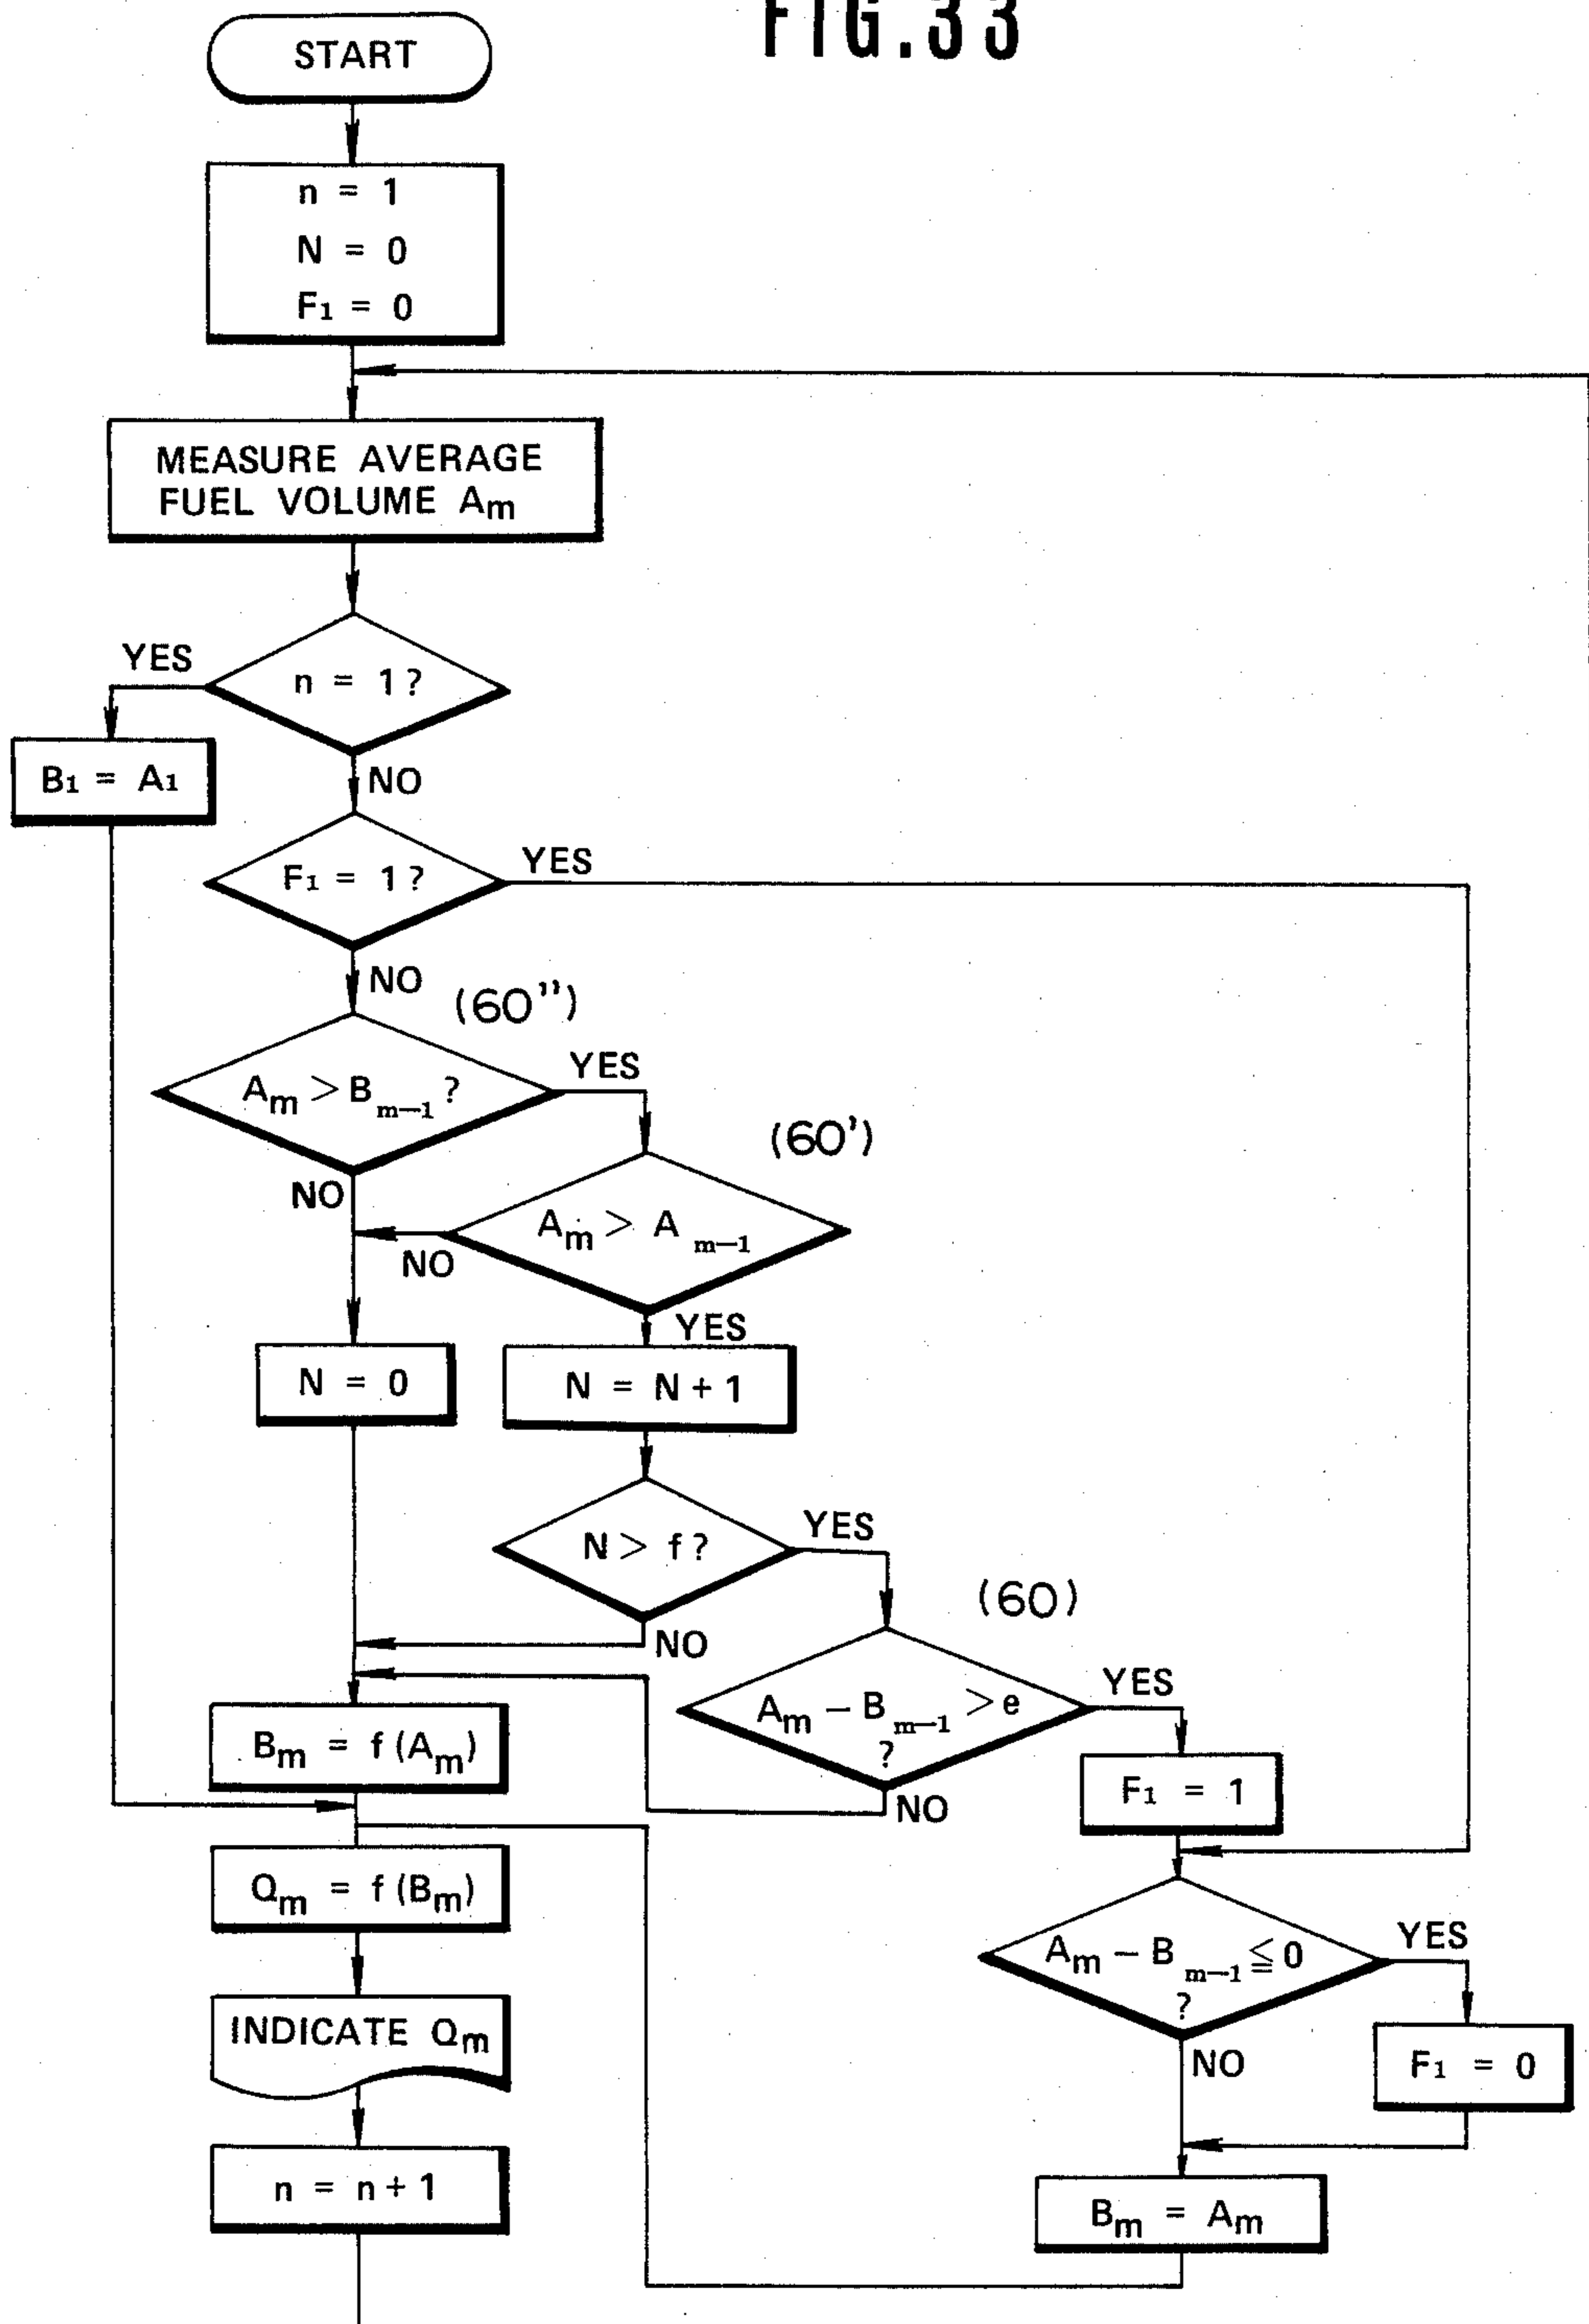 FIG.33
START
n = 1
N = 0
F1 = 0
MEASURE AVERAGE
FUEL VOLUME Am
YES
n = 1?
B1 = A1
NO
F1 = 1?
YES
NO
(60'')
Am > Bm-1?
YES
(60')
NO
Am > Am-1
NO
YES
N = 0
N = N+1
N > f?
YES
(60)
NO
Am - Bm-1 > e
?
YES
Bm = f(Am)
F1 = 1
NO
Qm = f(Bm)
Am - Bm-1 ≦ 0
?
YES
INDICATE Qm
NO
F1 = 0
n = n+1
Bm = Am